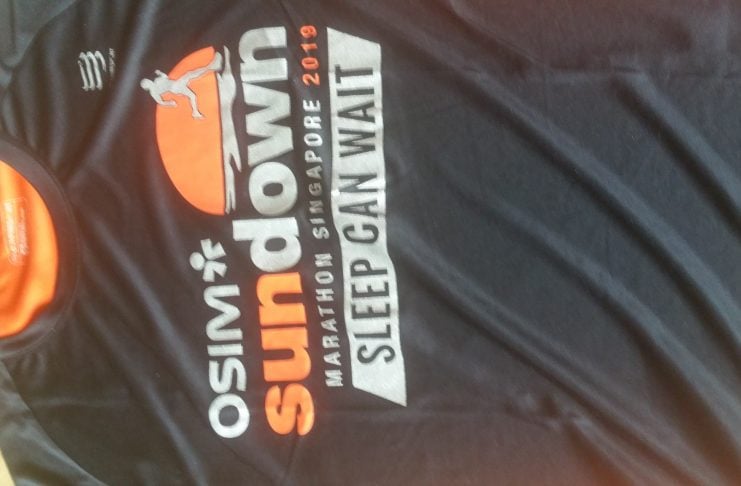 OSIM
sundown
MARATHON SINGAPORE 2019
SLEEP CAN WAIT